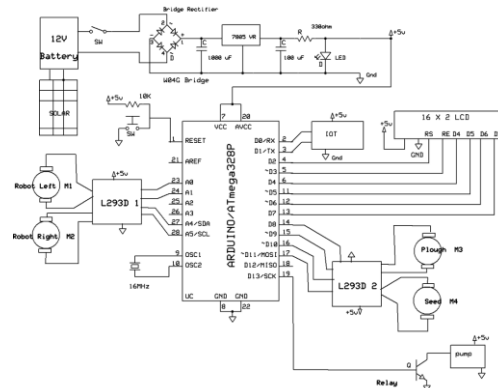 Bridge Rectifier
12V
Battery
SW
W04G Bridge
C
1000 uF
7805 VR
C
100 uF
330ohm
R
LED
D
+5v
Gnd
SOLAR
+5v
10K
SW
+5v
7
20
VCC
AVCC
1
RESET
21
AREF
23
A0
24
A1
25
A2
26
A3
27
A4/SDA
28
A5/SCL
9
OSC1
10
OSC2
16MHz
UC
GND
GND
8
22
ARDUINO/ATmega328P
D0/RX
2
D1/TX
3
D2
4
~D3
5
D4
6
~D5
11
~D6
12
D7
13
D8
14
~D9
15
~D10
16
~D11/MOSI
17
D12/MISO
18
D13/SCK
19
IOT
+5v
Gnd
16 X 2 LCD
RS
RE
D4
D5
D6
+5v
GND
Robot Left
M1
Robot Right
M2
+5v
L293D 1
L293D 2
+5v
Plough
M3
Seed
M4
Q
Relay
pump
+5v